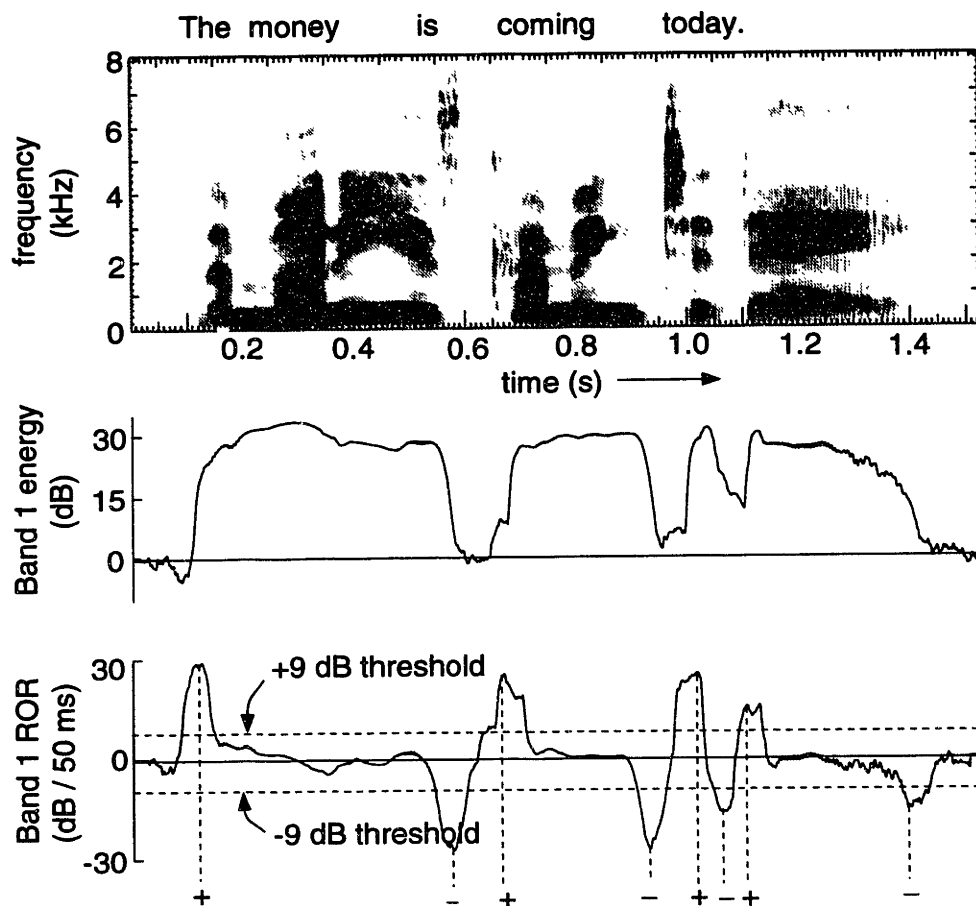 The money is coming today.
8
6
4
2
0
frequency
(kHz)
0.2 0.4 0.6 0.8 1.0 1.2 1.4
time (s)
30
15
0
Band 1 energy
(dB)
30
0
-30
Band 1 ROR
(dB / 50 ms)
+9 dB threshold
-9 dB threshold
+ – + – + – + –